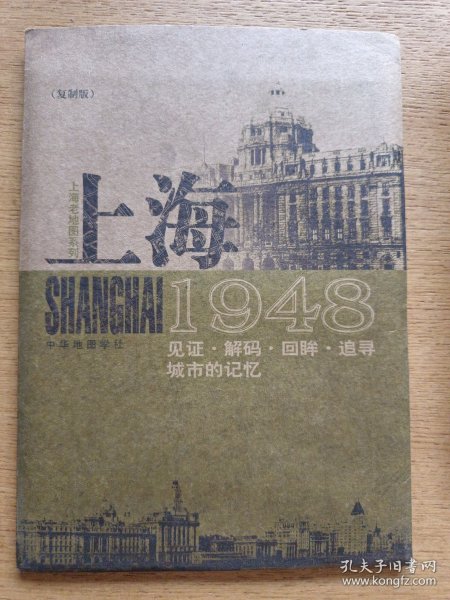 （复制版）
上海
上海老地图系列
SHANGHAI
1948
中华地图学社
见证·解码·回眸·追寻
城市的记忆
孔夫子旧书网
www.kongfz.com